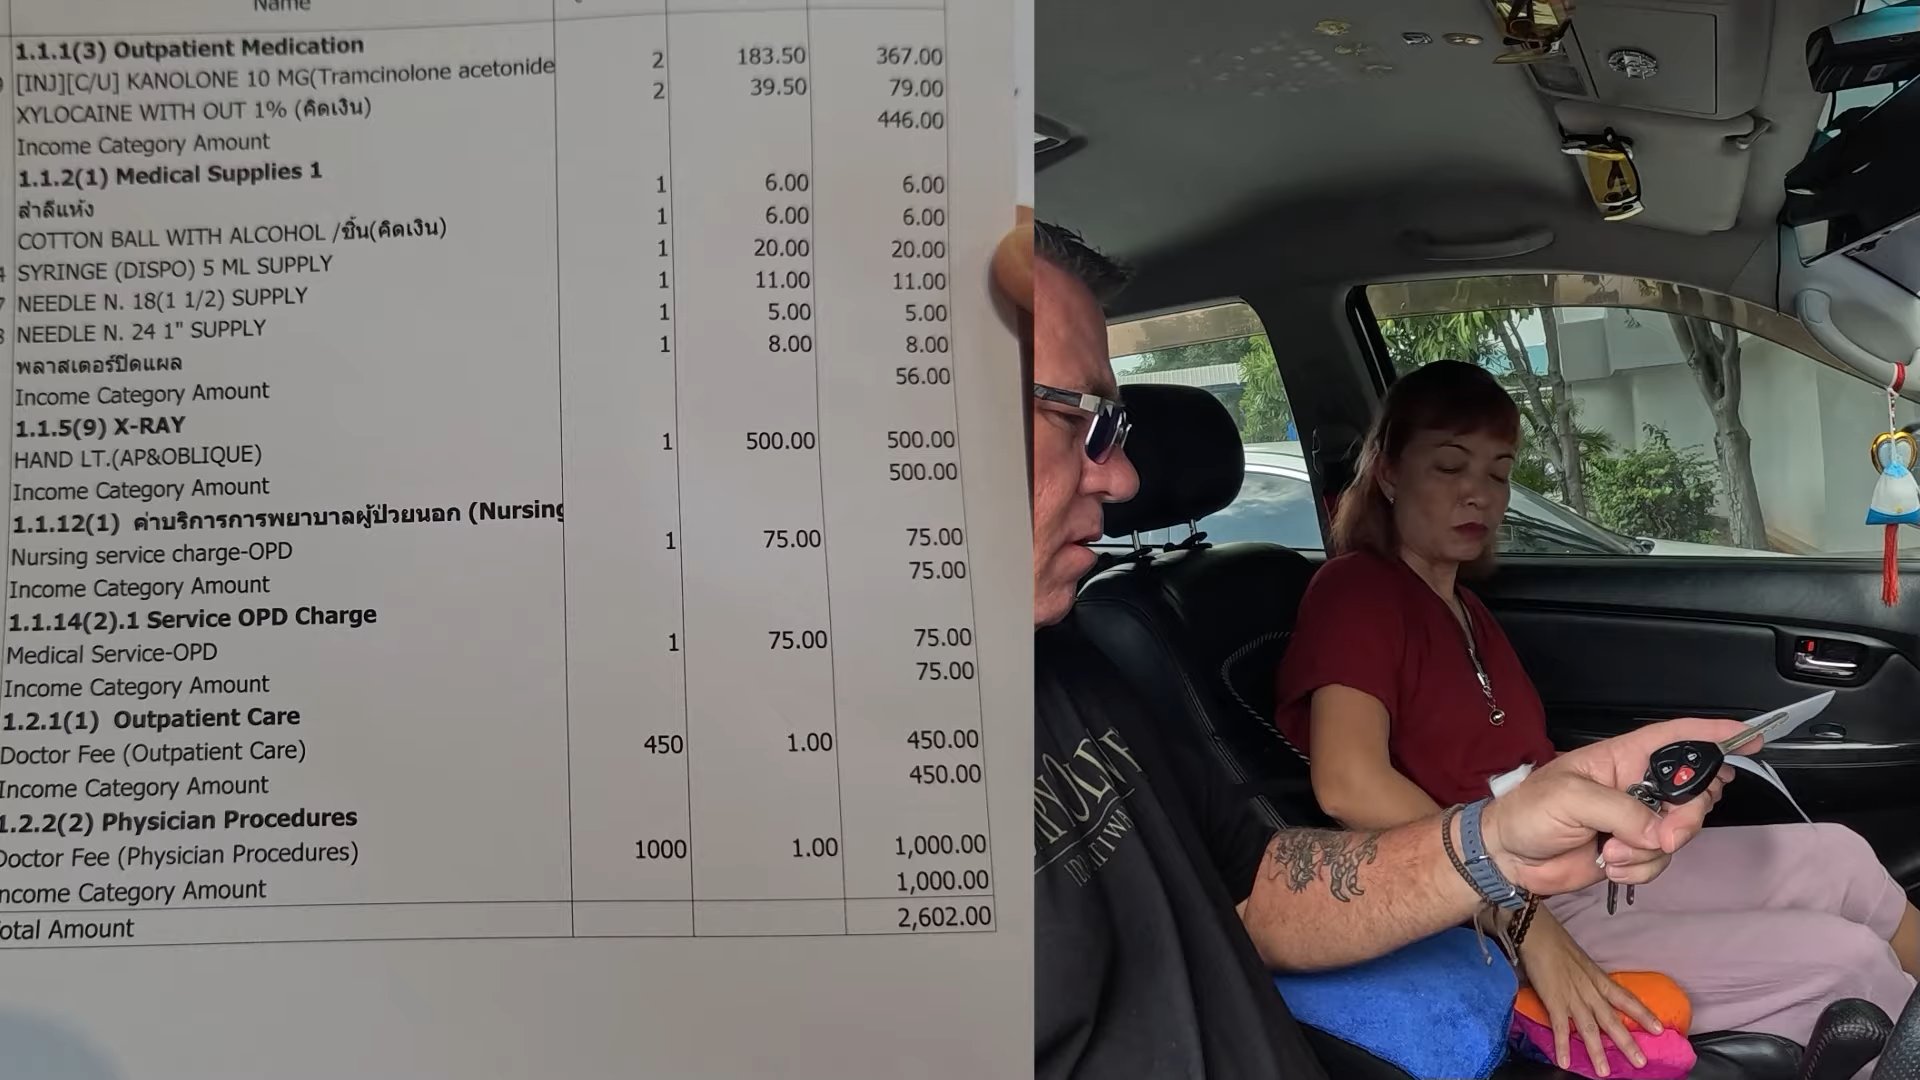 Name
1.1.1(3) Outpatient Medication
[INJ][C/U] KANOLONE 10 MG(Tramcinolone acetonide 2 183.50 367.00
XYLOCAINE WITH OUT 1% (คิดเงิน) 2 39.50 79.00
Income Category Amount 446.00
1.1.2(1) Medical Supplies 1
สำลีแห้ง 1 6.00 6.00
COTTON BALL WITH ALCOHOL /ชิ้น(คิดเงิน) 1 6.00 6.00
SYRINGE (DISPO) 5 ML SUPPLY 1 20.00 20.00
NEEDLE N. 18(1 1/2) SUPPLY 1 11.00 11.00
NEEDLE N. 24 1" SUPPLY 1 5.00 5.00
พลาสเตอร์ปิดแผล 1 8.00 8.00
Income Category Amount 56.00
1.1.5(9) X-RAY
HAND LT.(AP&OBLIQUE) 1 500.00 500.00
Income Category Amount 500.00
1.1.12(1) ค่าบริการการพยาบาลผู้ป่วยนอก (Nursing
Nursing service charge-OPD 1 75.00 75.00
Income Category Amount 75.00
1.1.14(2).1 Service OPD Charge
Medical Service-OPD 1 75.00 75.00
Income Category Amount 75.00
1.2.1(1) Outpatient Care
Doctor Fee (Outpatient Care) 450 1.00 450.00
Income Category Amount 450.00
1.2.2(2) Physician Procedures
Doctor Fee (Physician Procedures) 1000 1.00 1,000.00
ncome Category Amount 1,000.00
otal Amount 2,602.00